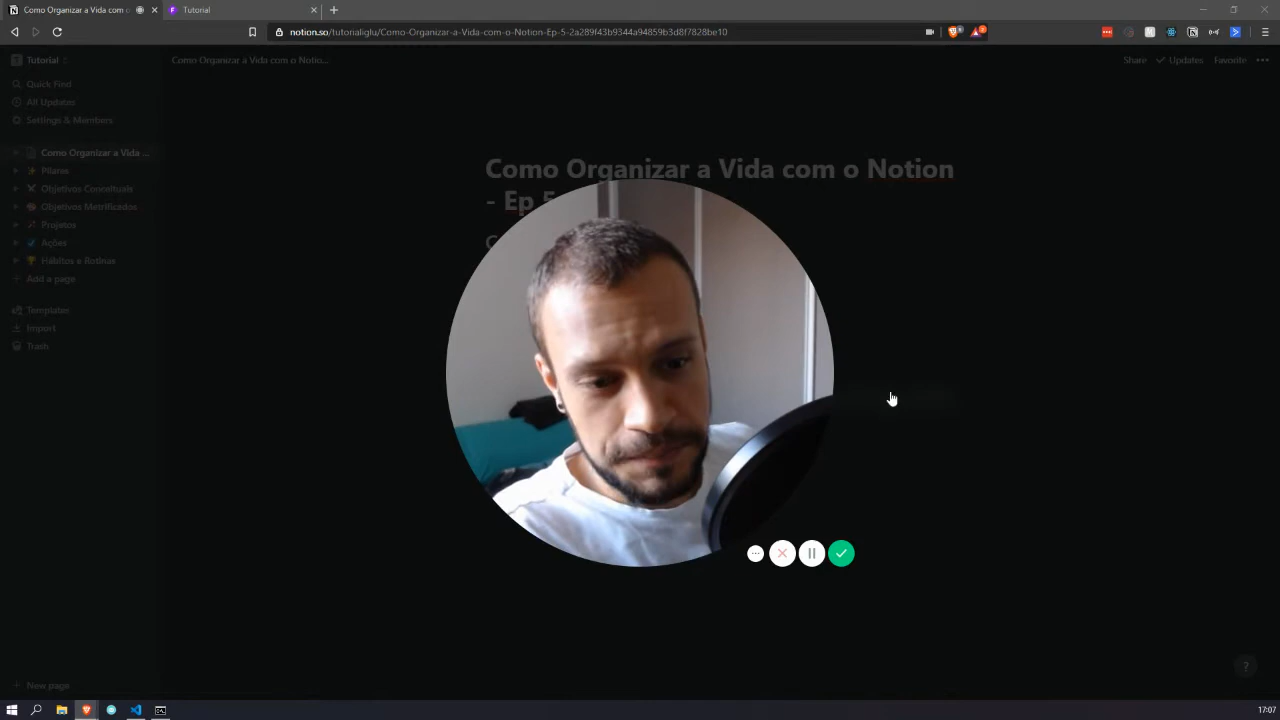 Como Organizar a Vida com o
Tutorial
notion.so/tutorialiglu/Como-Organizar-a-Vida-com-o-Notion-Ep-5-2a289f43b9344a94859b3d8f7828be10
Tutorial
Como Organizar a Vida com o Notio...
Share
Updates
Favorite
Quick Find
All Updates
Settings & Members
Como Organizar a Vida ...
Pilares
Objetivos Conceituais
Objetivos Metrificados
Projetos
Ações
Hábitos e Rotinas
Add a page
Templates
Import
Trash
Como Organizar a Vida com o Notion
- Ep 5
New page
?
17:07